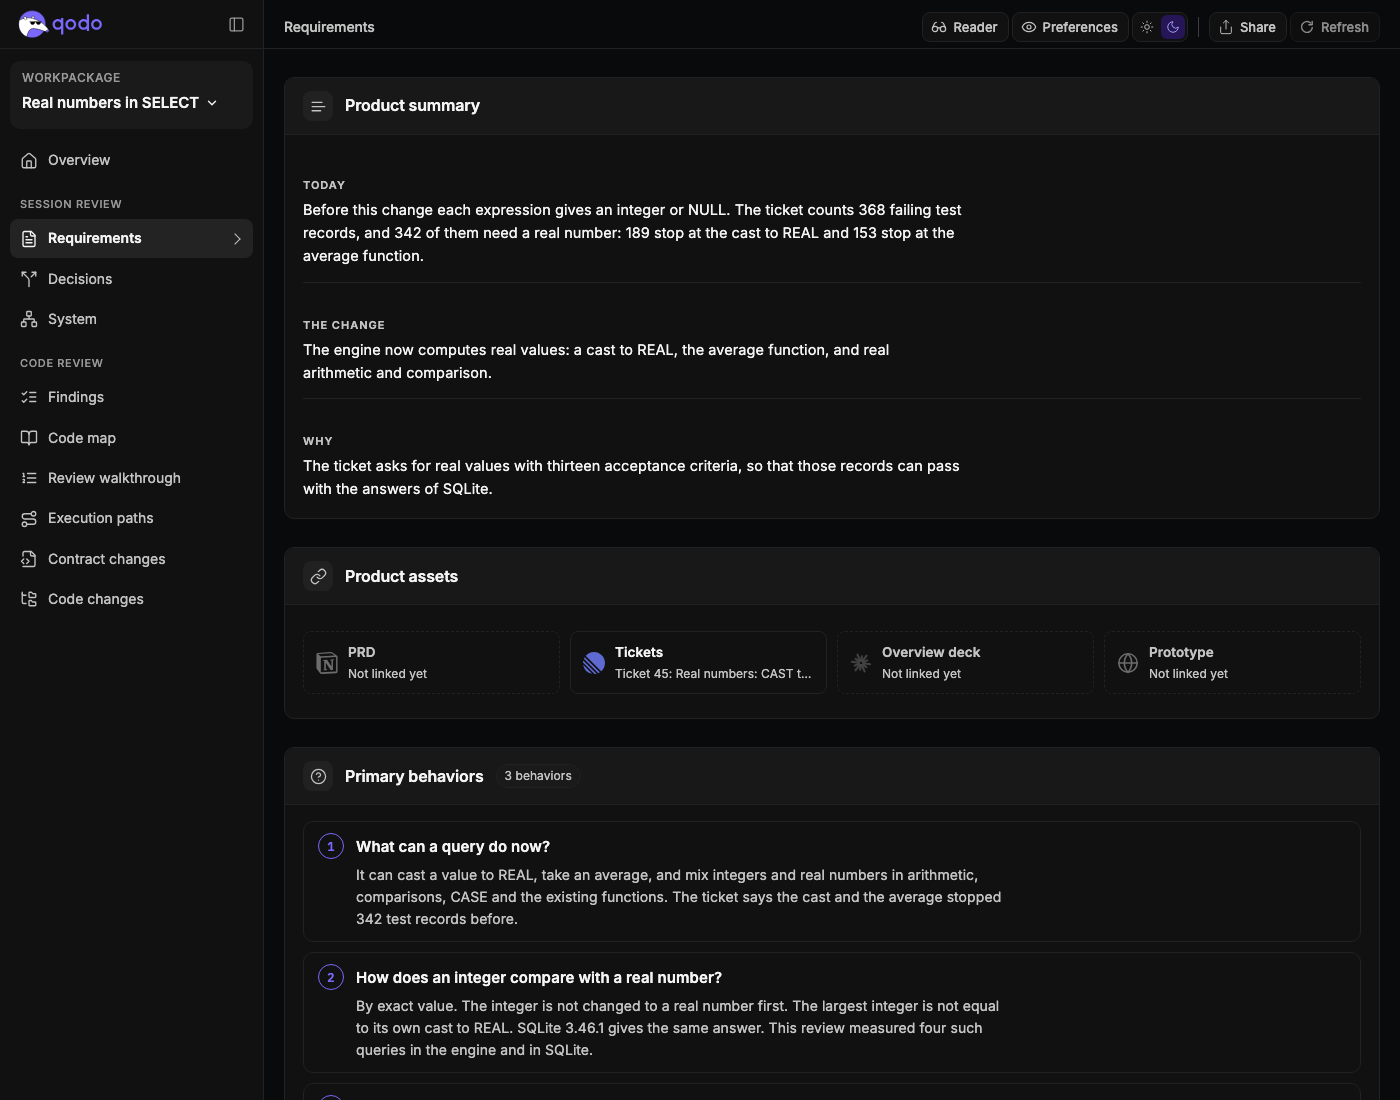 qodo
Requirements
Reader
Preferences
Share
Refresh
WORKPACKAGE
Real numbers in SELECT
Overview
SESSION REVIEW
Requirements
Decisions
System
CODE REVIEW
Findings
Code map
Review walkthrough
Execution paths
Contract changes
Code changes
Product summary
TODAY
Before this change each expression gives an integer or NULL. The ticket counts 368 failing test
records, and 342 of them need a real number: 189 stop at the cast to REAL and 153 stop at the
average function.
THE CHANGE
The engine now computes real values: a cast to REAL, the average function, and real
arithmetic and comparison.
WHY
The ticket asks for real values with thirteen acceptance criteria, so that those records can pass
with the answers of SQLite.
Product assets
PRD
Not linked yet
Tickets
Ticket 45: Real numbers: CAST t...
Overview deck
Not linked yet
Prototype
Not linked yet
Primary behaviors
3 behaviors
1
What can a query do now?
It can cast a value to REAL, take an average, and mix integers and real numbers in arithmetic,
comparisons, CASE and the existing functions. The ticket says the cast and the average stopped
342 test records before.
2
How does an integer compare with a real number?
By exact value. The integer is not changed to a real number first. The largest integer is not equal
to its own cast to REAL. SQLite 3.46.1 gives the same answer. This review measured four such
queries in the engine and in SQLite.